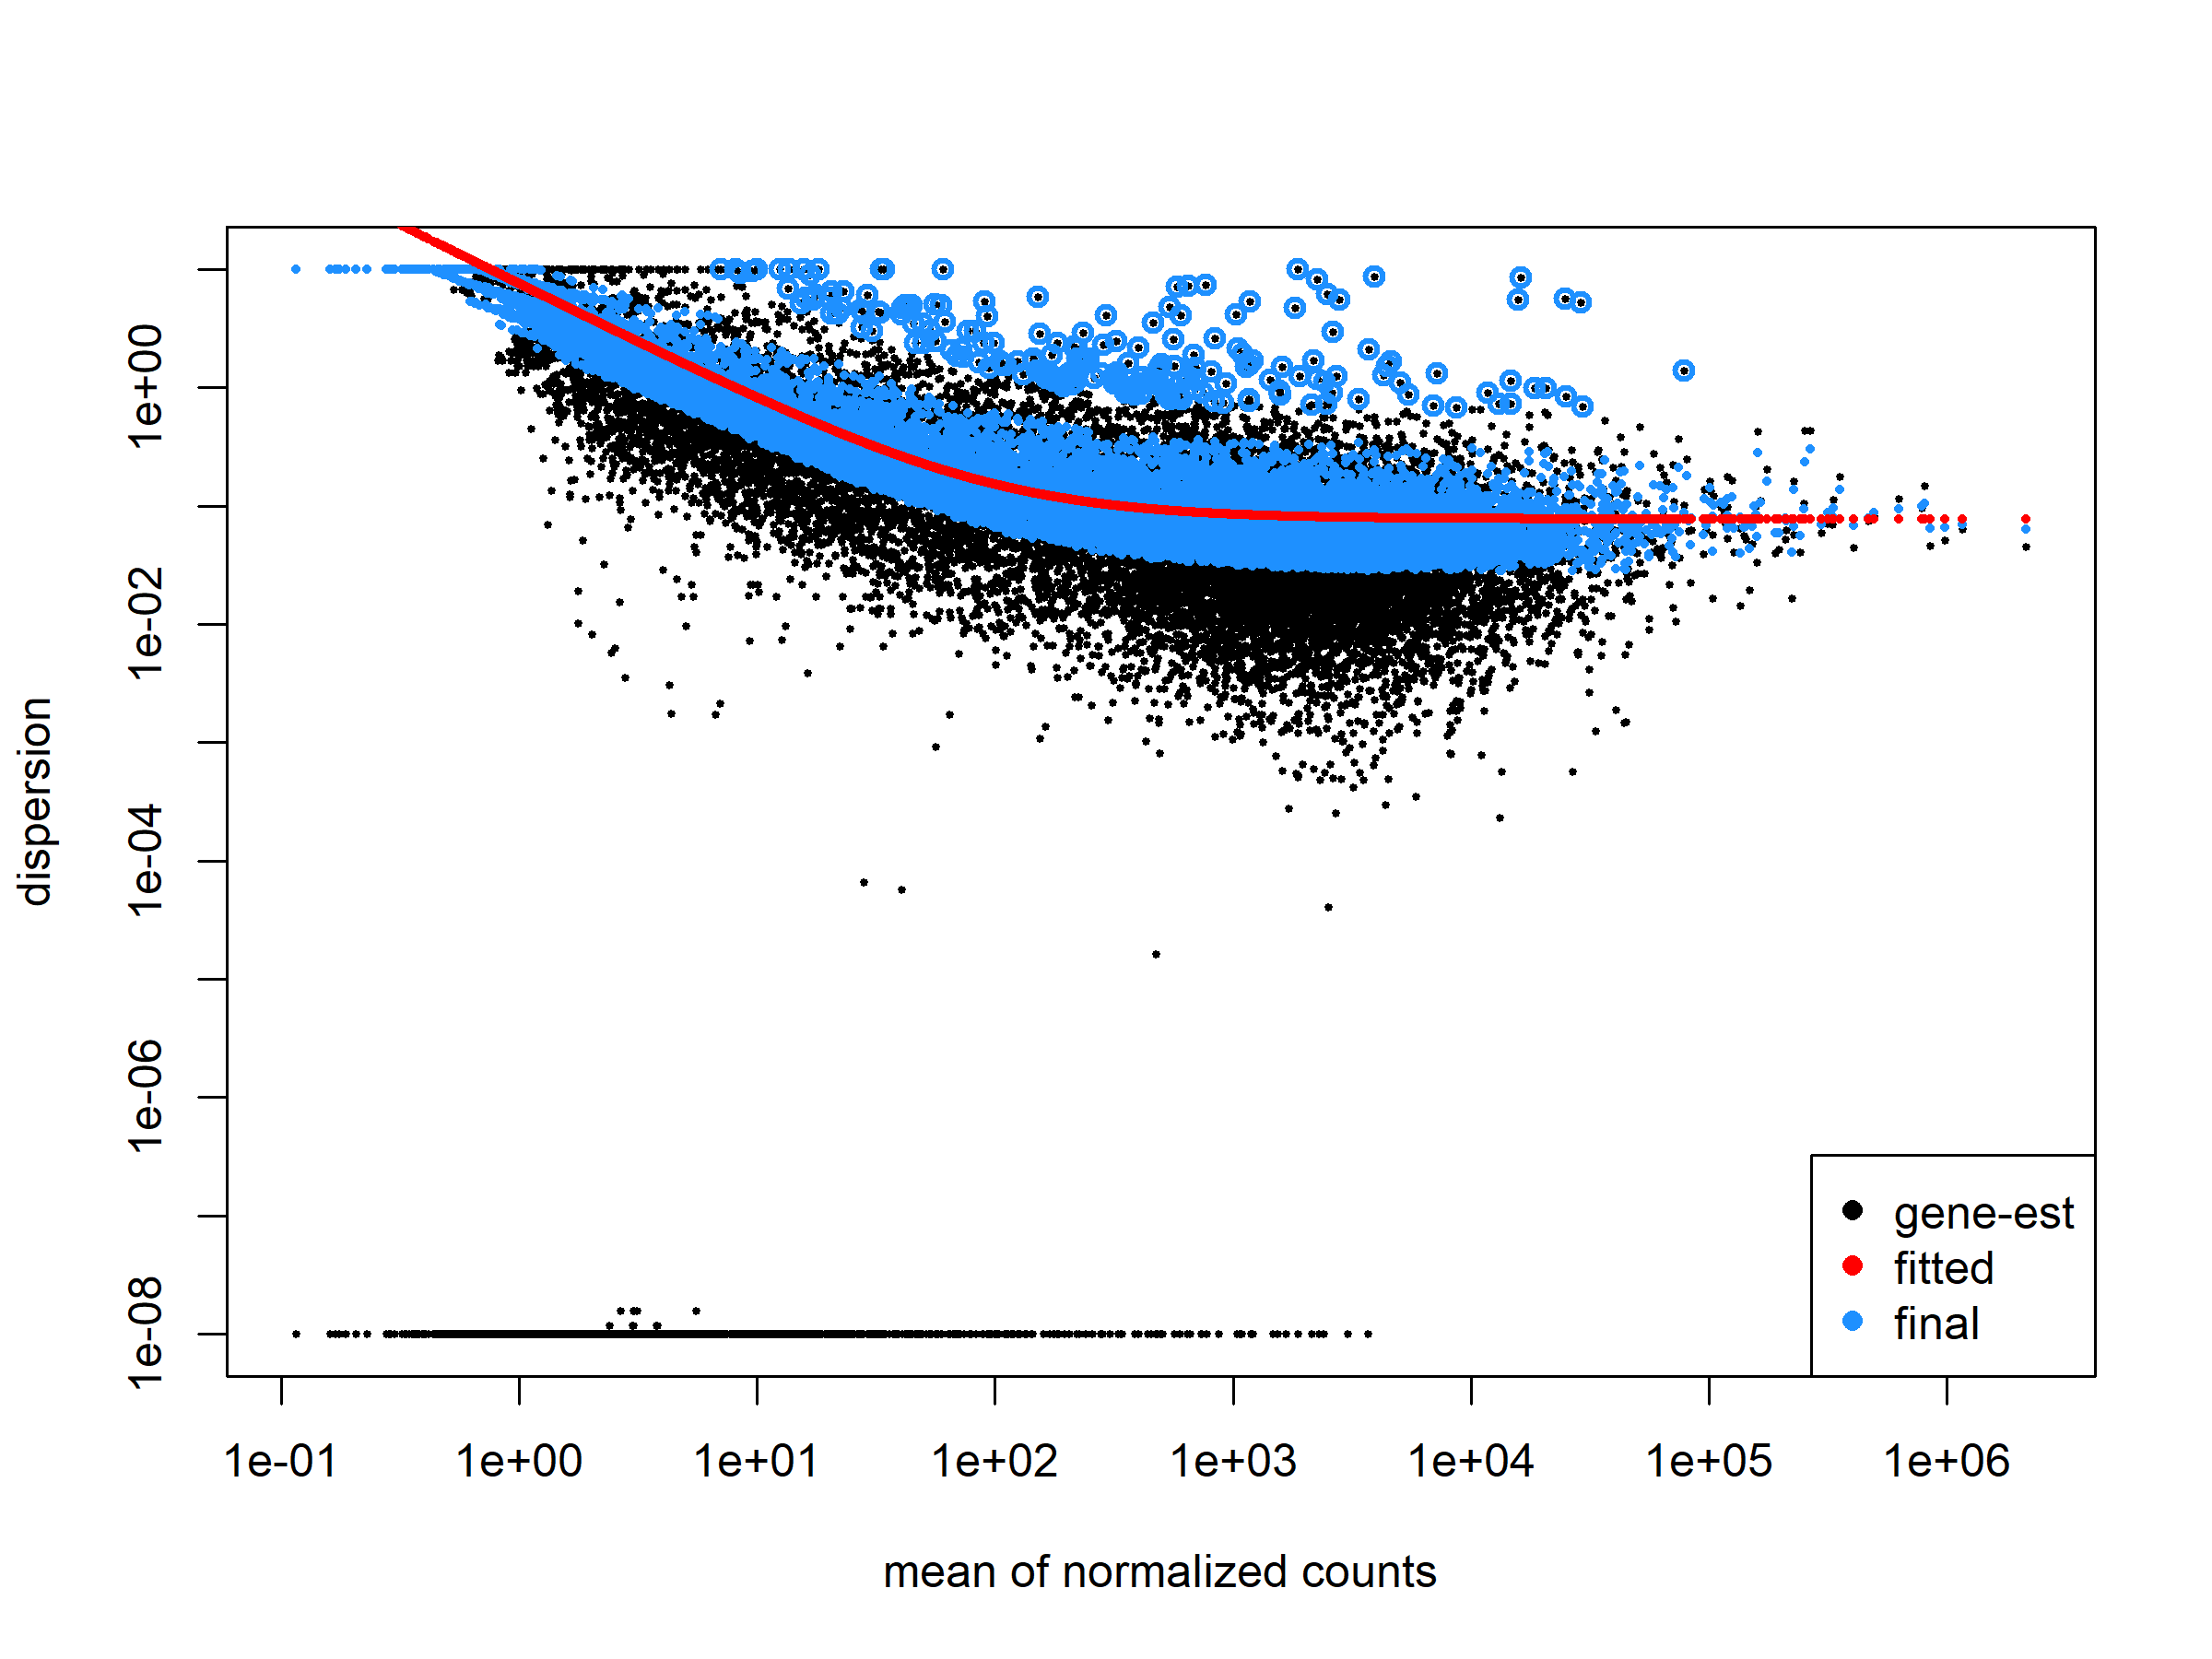 dispersion
1e+00
1e-02
1e-04
1e-06
1e-08
1e-01 1e+00 1e+01 1e+02 1e+03 1e+04 1e+05 1e+06
mean of normalized counts
gene-est
fitted
final